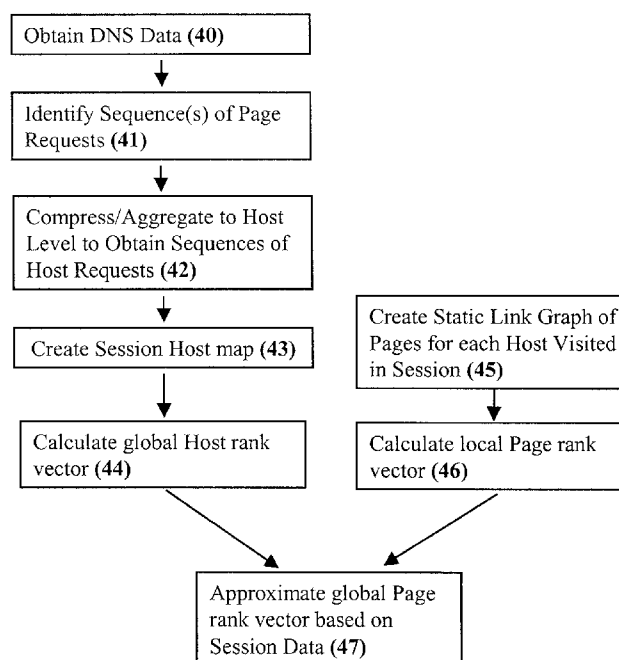 Obtain DNS Data (40)
Identify Sequence(s) of Page
Requests (41)
Compress/Aggregate to Host
Level to Obtain Sequences of
Host Requests (42)
Create Session Host map (43)
Calculate global Host rank
vector (44)
Create Static Link Graph of
Pages for each Host Visited
in Session (45)
Calculate local Page rank
vector (46)
Approximate global Page
rank vector based on
Session Data (47)